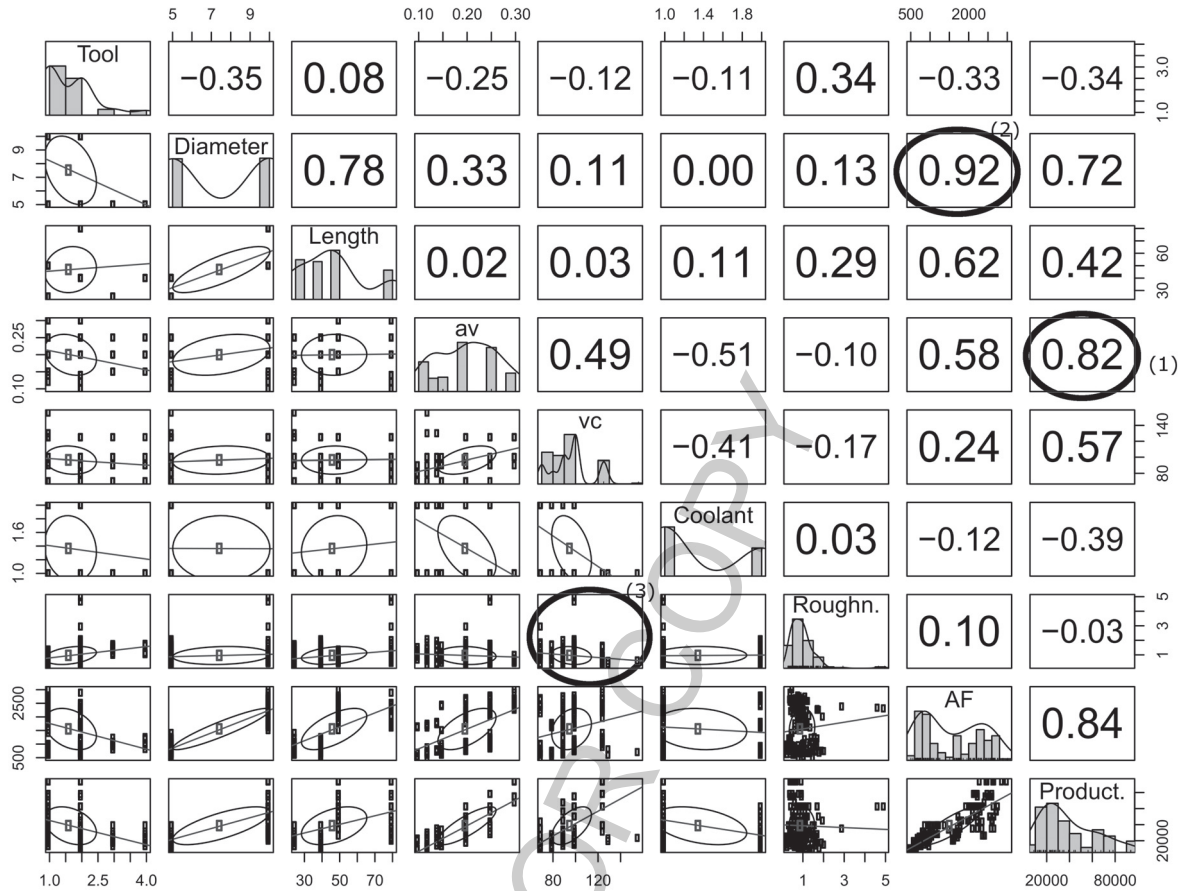 5 7 9 0.10 0.20 0.30 1.0 1.4 1.8 500 2000
Tool −0.35 0.08 −0.25 −0.12 −0.11 0.34 −0.33 −0.34 1.0 3.0
(2)
5 7 9 Diameter 0.78 0.33 0.11 0.00 0.13 0.92 0.72
Length 0.02 0.03 0.11 0.29 0.62 0.42 30 60
0.10 0.25 av 0.49 −0.51 −0.10 0.58 0.82 (1)
vc −0.41 −0.17 0.24 0.57 80 140
1.0 1.6 Coolant 0.03 −0.12 −0.39
(3)
Roughn. 0.10 −0.03 1 3 5
500 2500 AF 0.84
Product. 20000
1.0 2.5 4.0 30 50 70 80 120 1 3 5 20000 80000
OR COPY